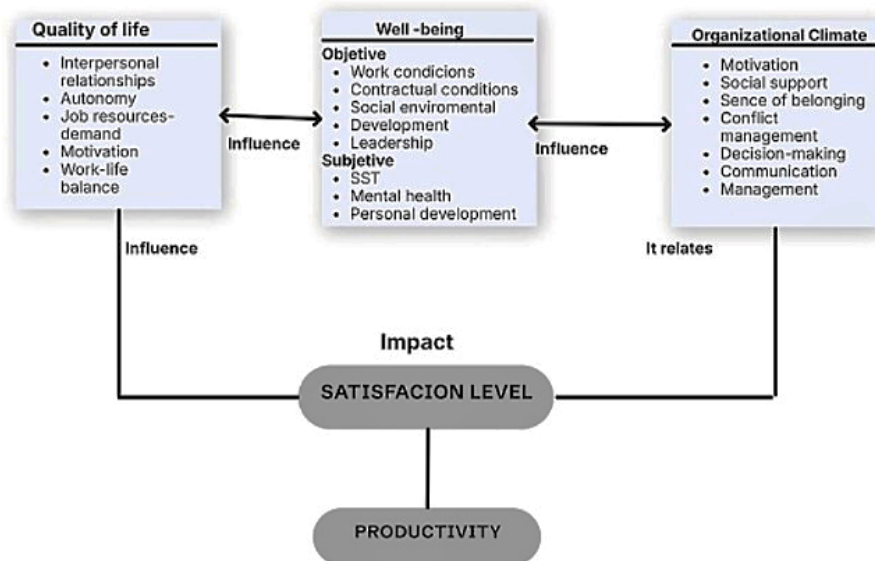 Quality of life
• Interpersonal
relationships
• Autonomy
• Job resources-
demand
• Motivation
• Work-life
balance
Well -being
Objetive
• Work condicions
• Contractual conditions
• Social enviromental
• Development
• Leadership
Subjetive
• SST
• Mental health
• Personal development
Organizational Climate
• Motivation
• Social support
• Sence of belonging
• Conflict
management
• Decision-making
• Communication
• Management
Influence
Influence
Influence
It relates
Impact
SATISFACION LEVEL
PRODUCTIVITY